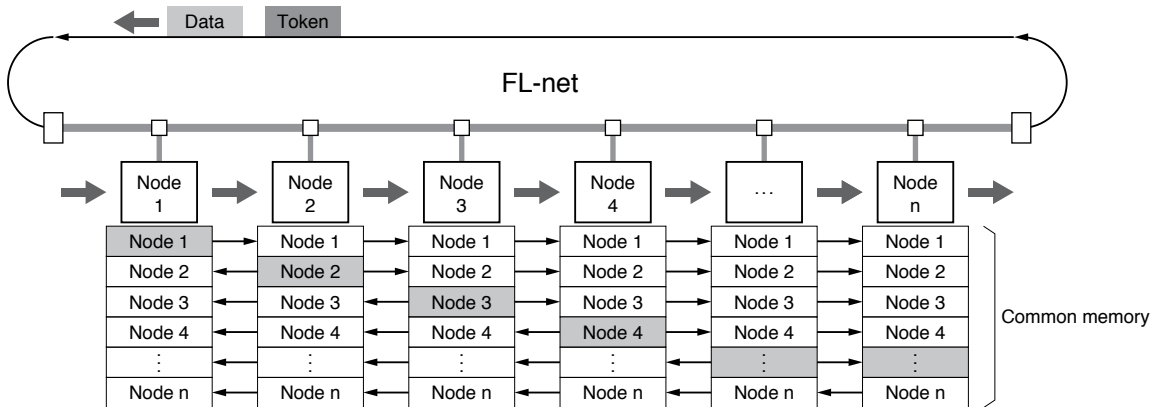 Data Token
FL-net
Node
1
Node
2
Node
3
Node
4
...
Node
n
Node 1 Node 1 Node 1 Node 1 Node 1 Node 1
Node 2 Node 2 Node 2 Node 2 Node 2 Node 2
Node 3 Node 3 Node 3 Node 3 Node 3 Node 3
Node 4 Node 4 Node 4 Node 4 Node 4 Node 4
⋮ ⋮ ⋮ ⋮ ⋮ ⋮
Node n Node n Node n Node n Node n Node n
Common memory